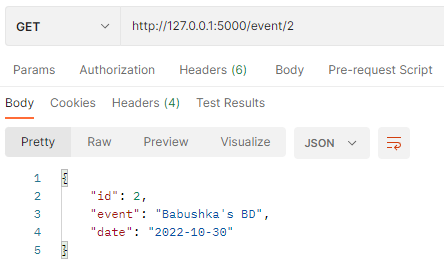 GET http://127.0.0.1:5000/event/2
Params Authorization Headers (6) Body Pre-request Script
Body Cookies Headers (4) Test Results
Pretty Raw Preview Visualize JSON
1 {
2 "id": 2,
3 "event": "Babushka's BD",
4 "date": "2022-10-30"
5 }